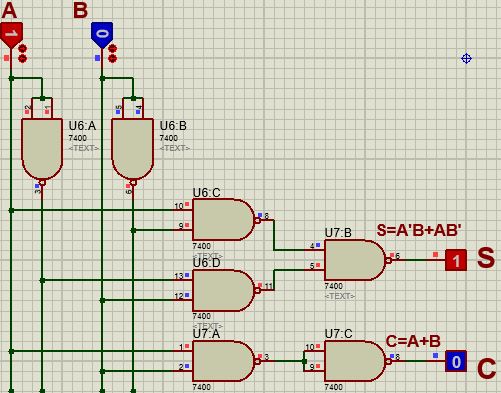 A B
1 0
2 1 5 4
U6:A U6:B
7400 7400
<TEXT> <TEXT>
3 6
U6:C
10 8
9
7400
<TEXT>
U7:B
4 6
5
7400
<TEXT>
S=A'B+AB'
1 S
U6:D
13 11
12
7400
<TEXT>
U7:A
1 3
2
7400
U7:C
10 8
9
7400
C=A+B
0 C